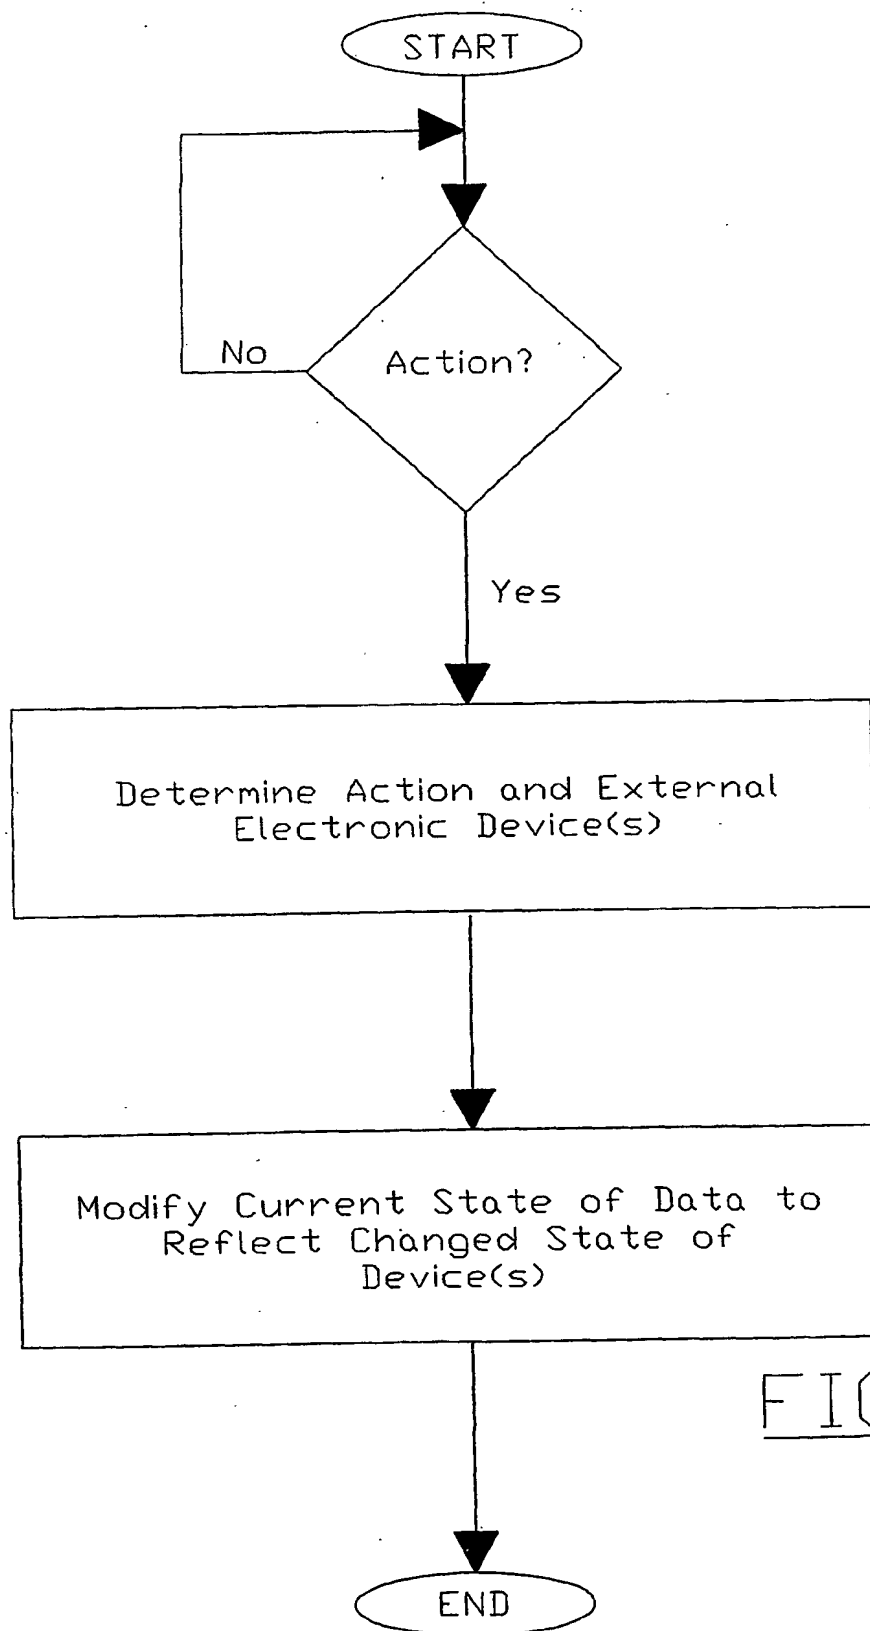 START
No
Action?
Yes
Determine Action and External
Electronic Device(s)
Modify Current State of Data to
Reflect Changed State of
Device(s)
END